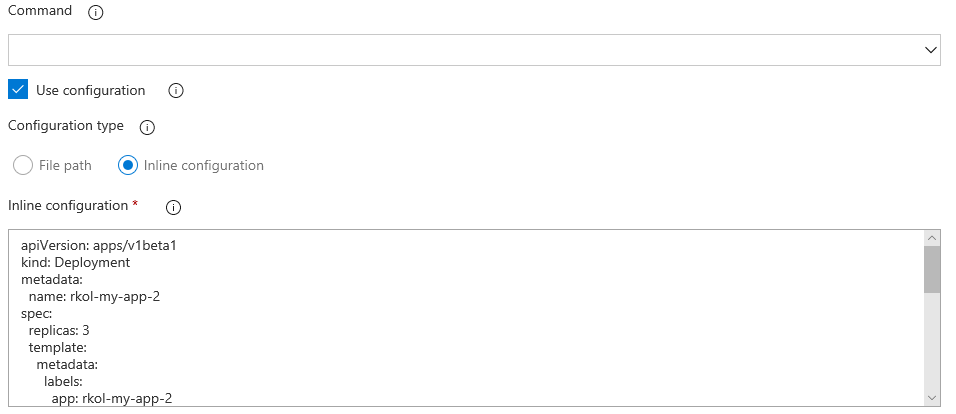 Command
Use configuration
Configuration type
File path
Inline configuration
Inline configuration *
apiVersion: apps/v1beta1
kind: Deployment
metadata:
  name: rkol-my-app-2
spec:
  replicas: 3
  template:
    metadata:
      labels:
        app: rkol-my-app-2